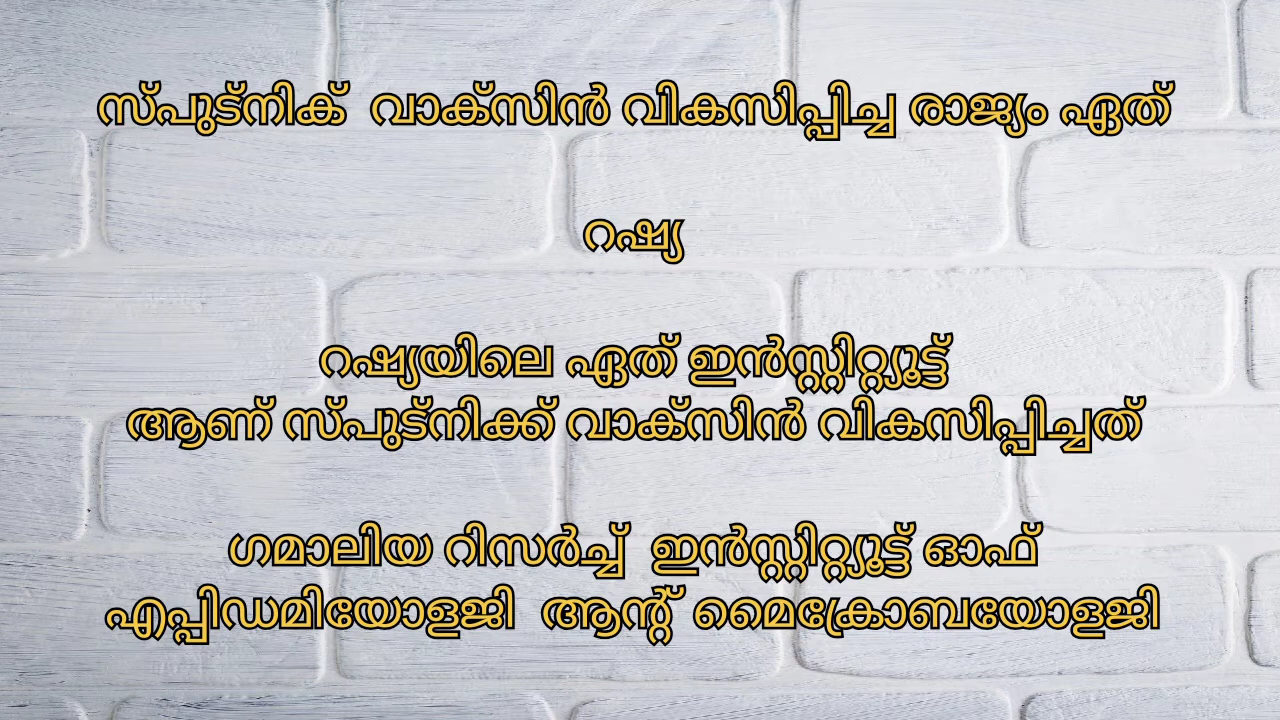 സ്പുട്നിക്  വാക്സിൻ വികസിപ്പിച്ച രാജ്യം ഏത്
റഷ്യ
റഷ്യയിലെ ഏത് ഇൻസ്റ്റിറ്റ്യൂട്ട്
ആണ് സ്പുട്നിക്ക് വാക്സിൻ വികസിപ്പിച്ചത്
ഗമാലിയ റിസർച്ച്  ഇൻസ്റ്റിറ്റ്യൂട്ട് ഓഫ്
എപ്പിഡമിയോളജി  ആന്റ് മൈക്രോബയോളജി